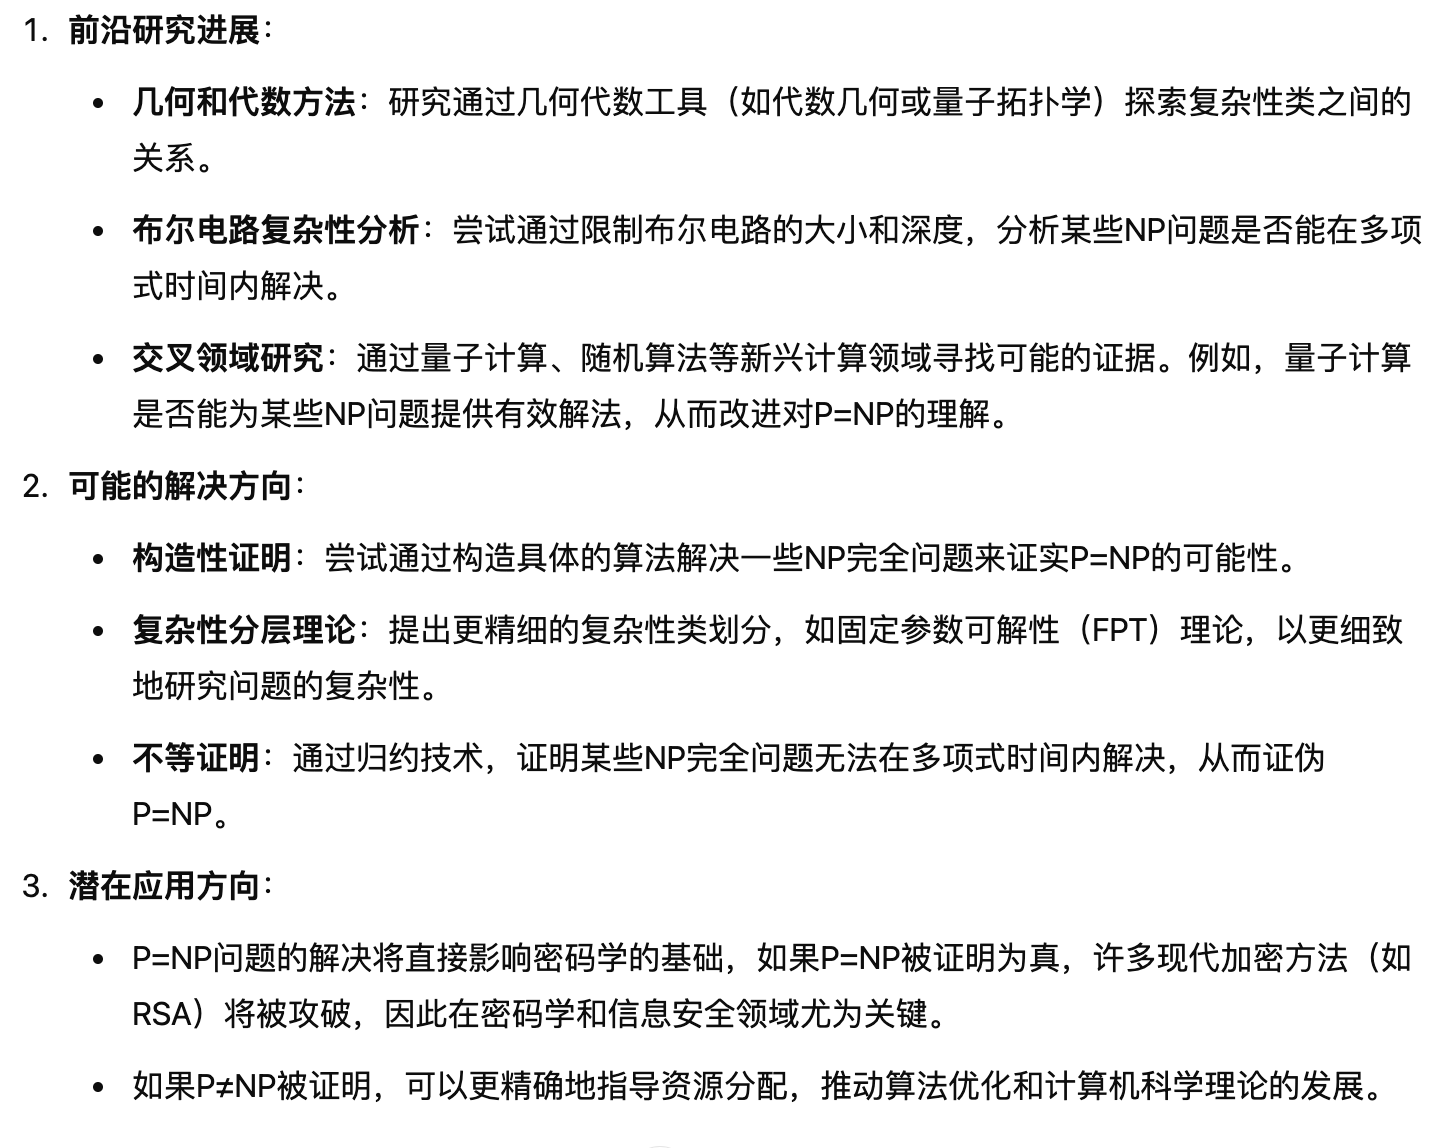 1. 前沿研究进展：
• 几何和代数方法：研究通过几何代数工具（如代数几何或量子拓扑学）探索复杂性类之间的
关系。
• 布尔电路复杂性分析：尝试通过限制布尔电路的大小和深度，分析某些NP问题是否能在多项
式时间内解决。
• 交叉领域研究：通过量子计算、随机算法等新兴计算领域寻找可能的证据。例如，量子计算
是否能为某些NP问题提供有效解法，从而改进对P=NP的理解。
2. 可能的解决方向：
• 构造性证明：尝试通过构造具体的算法解决一些NP完全问题来证实P=NP的可能性。
• 复杂性分层理论：提出更精细的复杂性类划分，如固定参数可解性（FPT）理论，以更细致
地研究问题的复杂性。
• 不等证明：通过归约技术，证明某些NP完全问题无法在多项式时间内解决，从而证伪
P=NP。
3. 潜在应用方向：
• P=NP问题的解决将直接影响密码学的基础，如果P=NP被证明为真，许多现代加密方法（如
RSA）将被攻破，因此在密码学和信息安全领域尤为关键。
• 如果P≠NP被证明，可以更精确地指导资源分配，推动算法优化和计算机科学理论的发展。